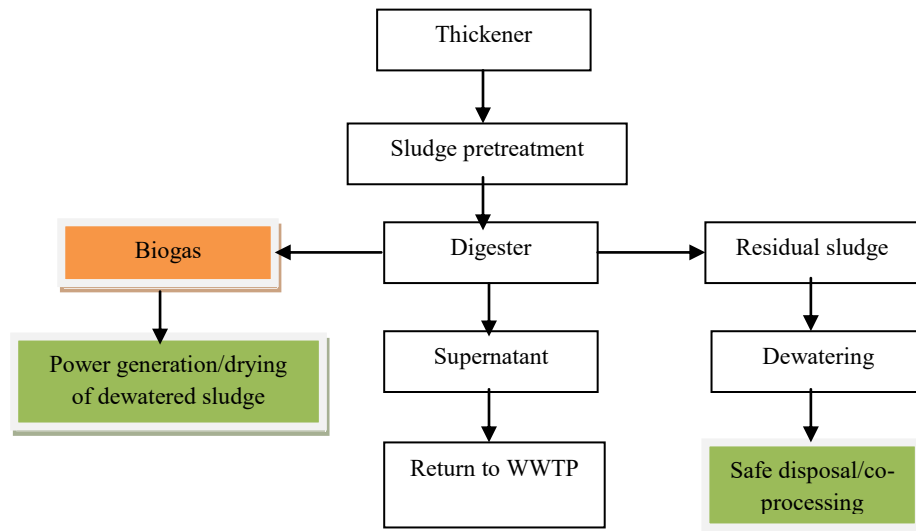 Thickener
Sludge pretreatment
Biogas
Digester
Residual sludge
Power generation/drying
of dewatered sludge
Supernatant
Dewatering
Return to WWTP
Safe disposal/co-
processing